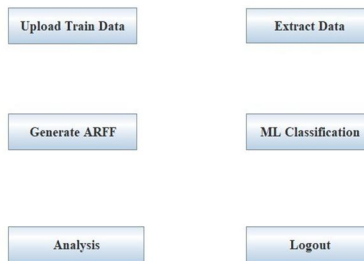 Upload Train Data
Extract Data
Generate ARFF
ML Classification
Analysis
Logout